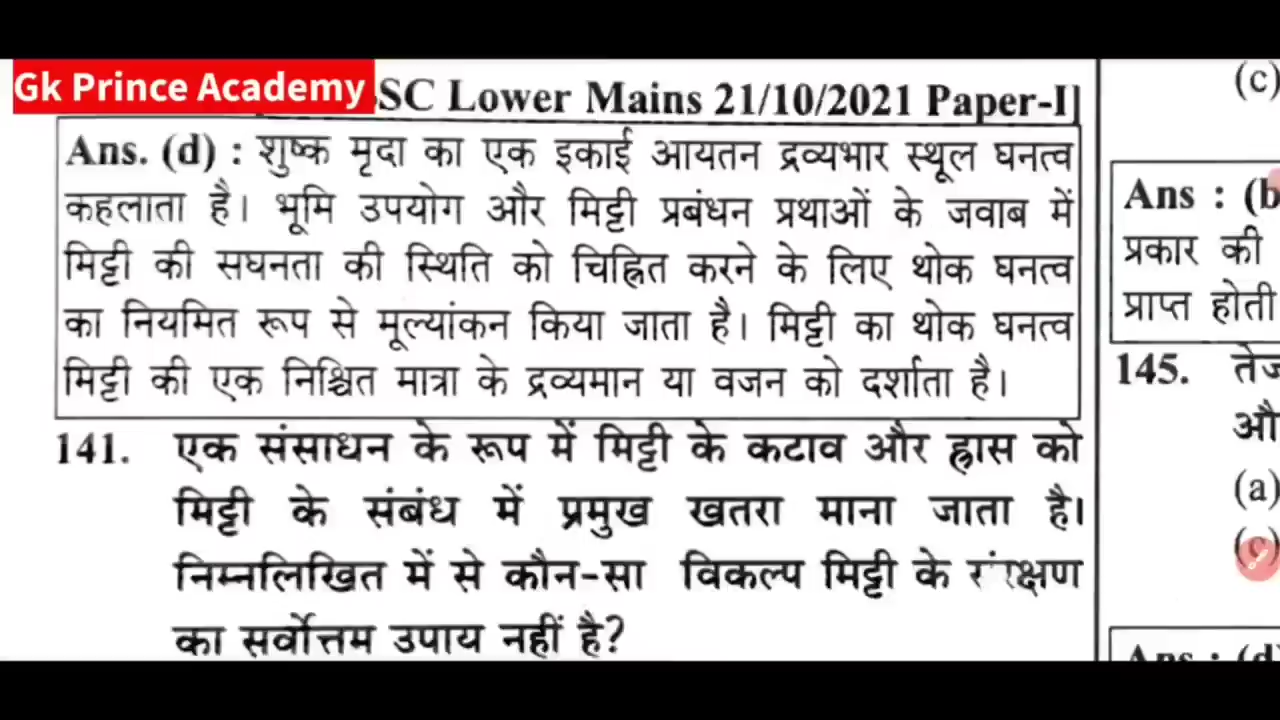 Gk Prince Academy
SC Lower Mains 21/10/2021 Paper-I]
Ans. (d) : शुष्क मृदा का एक इकाई आयतन द्रव्यभार स्थूल घनत्व
कहलाता है। भूमि उपयोग और मिट्टी प्रबंधन प्रथाओं के जवाब में
मिट्टी की सघनता की स्थिति को चिह्नित करने के लिए थोक घनत्व
का नियमित रूप से मूल्यांकन किया जाता है। मिट्टी का थोक घनत्व
मिट्टी की एक निश्चित मात्रा के द्रव्यमान या वजन को दर्शाता है।
141. एक संसाधन के रूप में मिट्टी के कटाव और ह्रास को
मिट्टी के संबंध में प्रमुख खतरा माना जाता है।
निम्नलिखित में से कौन-सा विकल्प मिट्टी के संरक्षण
का सर्वोत्तम उपाय नहीं है?
(c)
Ans : (b
प्रकार की
प्राप्त होती
145. तेज
औ
(a)
(c)
Ans : (d)